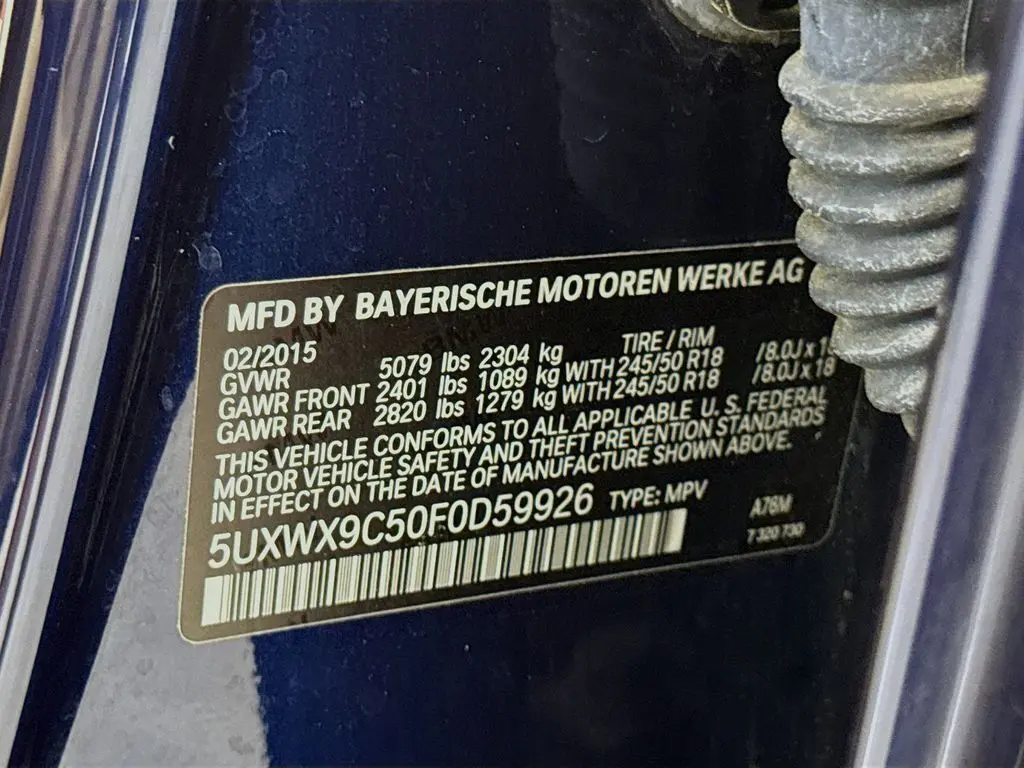 MFD BY BAYERISCHE MOTOREN WERKE AG
02/2015 TIRE / RIM
GVWR 5079 lbs 2304 kg
GAWR FRONT 2401 lbs 1089 kg WITH 245/50 R18 /8.0J x 18
GAWR REAR 2820 lbs 1279 kg WITH 245/50 R18 /8.0J x 18
THIS VEHICLE CONFORMS TO ALL APPLICABLE U. S. FEDERAL
MOTOR VEHICLE SAFETY AND THEFT PREVENTION STANDARDS
IN EFFECT ON THE DATE OF MANUFACTURE SHOWN ABOVE.
5UXWX9C50F0D59926 TYPE: MPV A76M
7 320 730